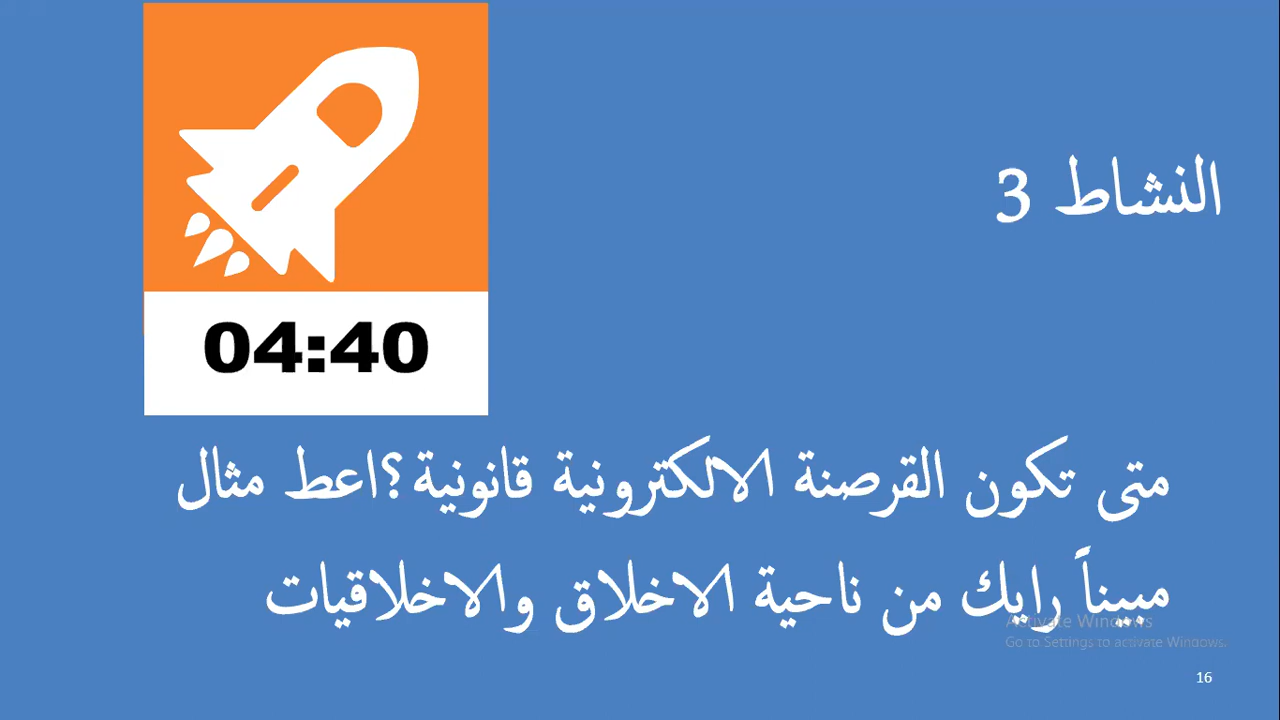 النشاط 3
04:40
متى تكون القرصنة الالكترونية قانونية؟اعط مثال
مبيناً رايك من ناحية الاخلاق والاخلاقيات
Activate Windows
Go to Settings to activate Windows.
16